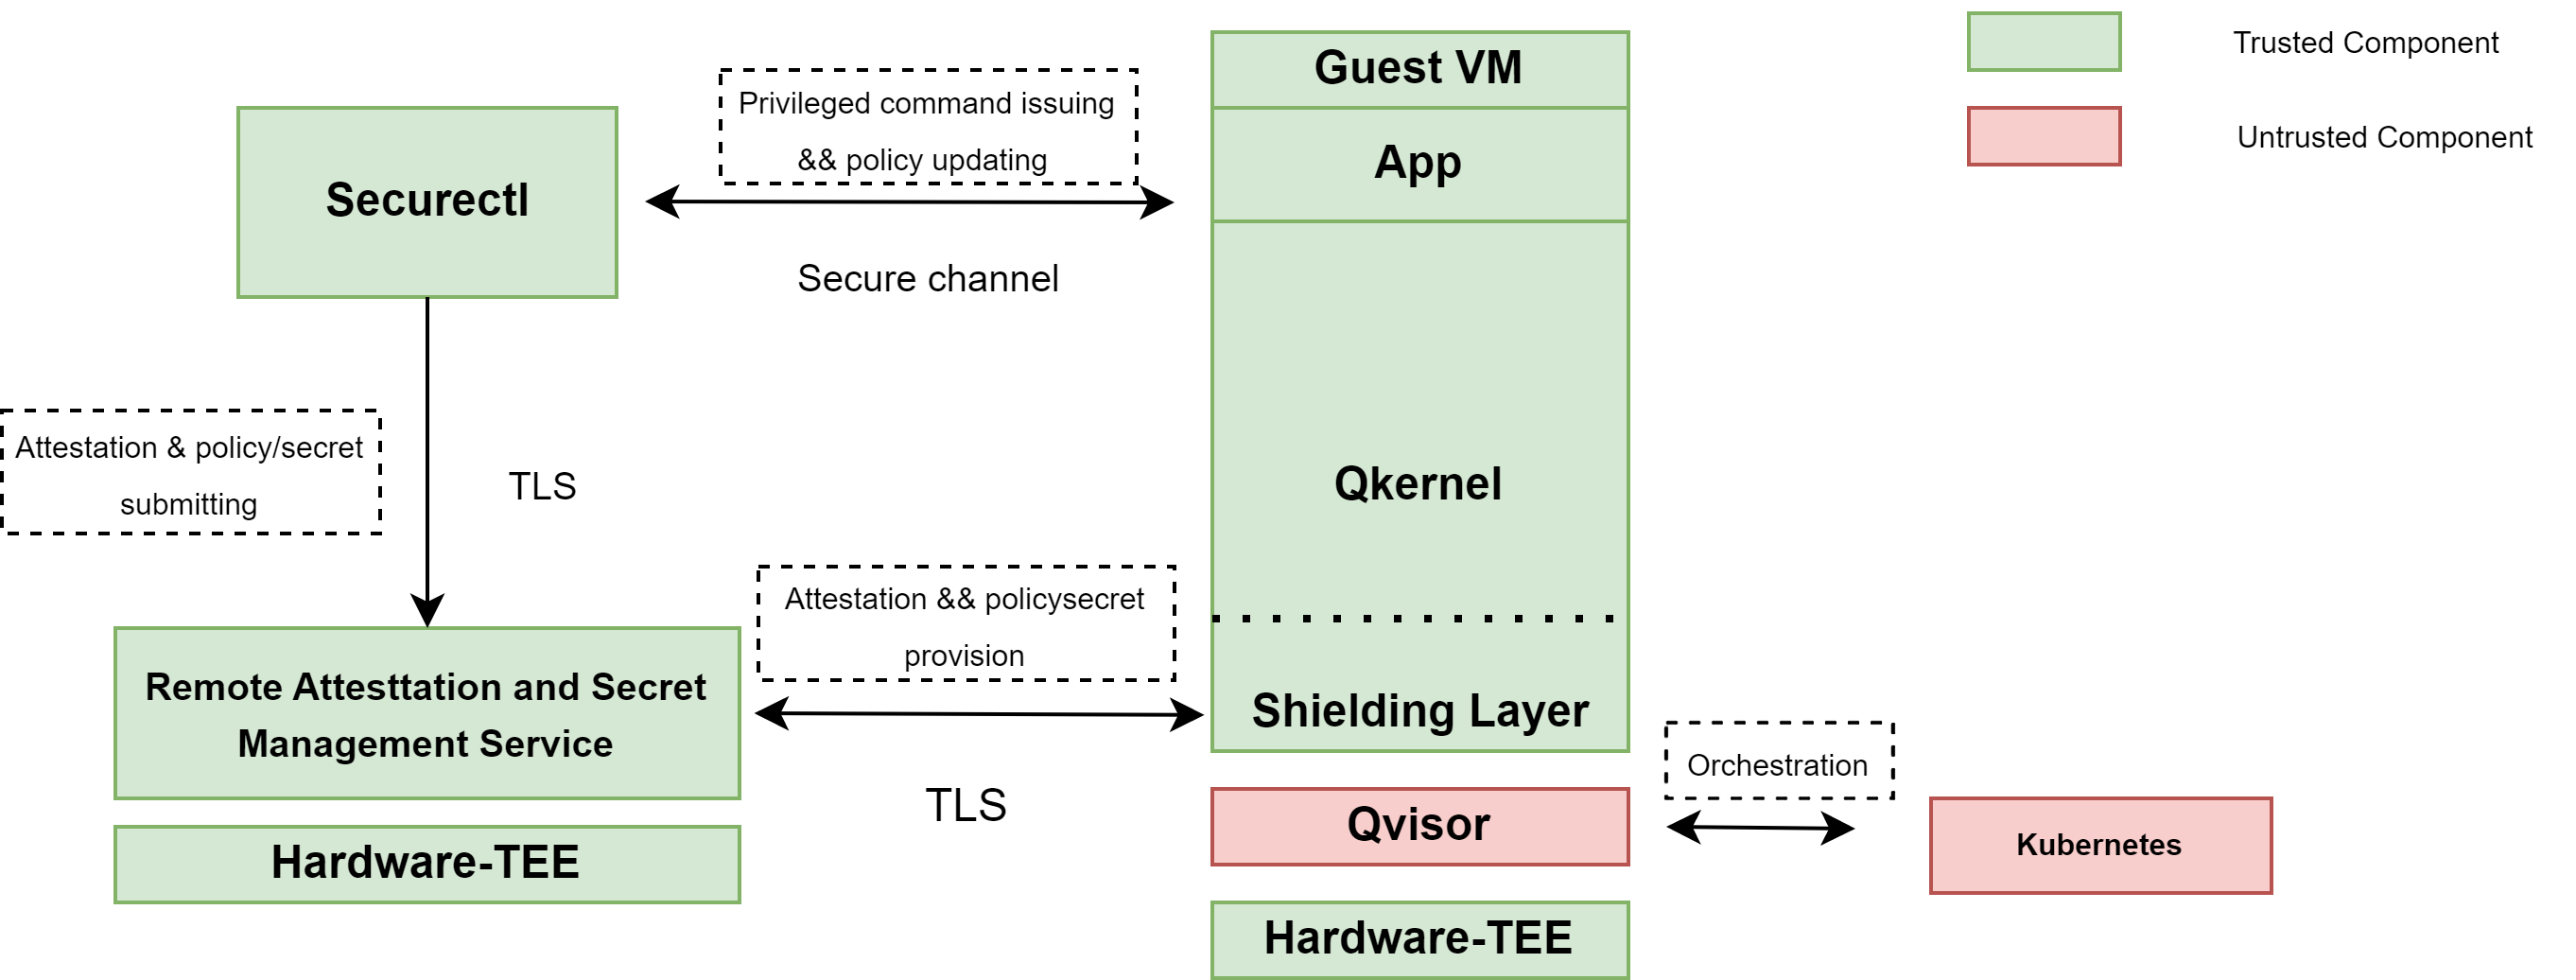 Guest VM
Trusted Component
Privileged command issuing
&& policy updating
App
Untrusted Component
Securectl
Secure channel
Attestation & policy/secret
submitting
TLS
Qkernel
Attestation && policysecret
provision
Remote Attesttation and Secret
Management Service
Shielding Layer
TLS
Orchestration
Qvisor
Kubernetes
Hardware-TEE
Hardware-TEE